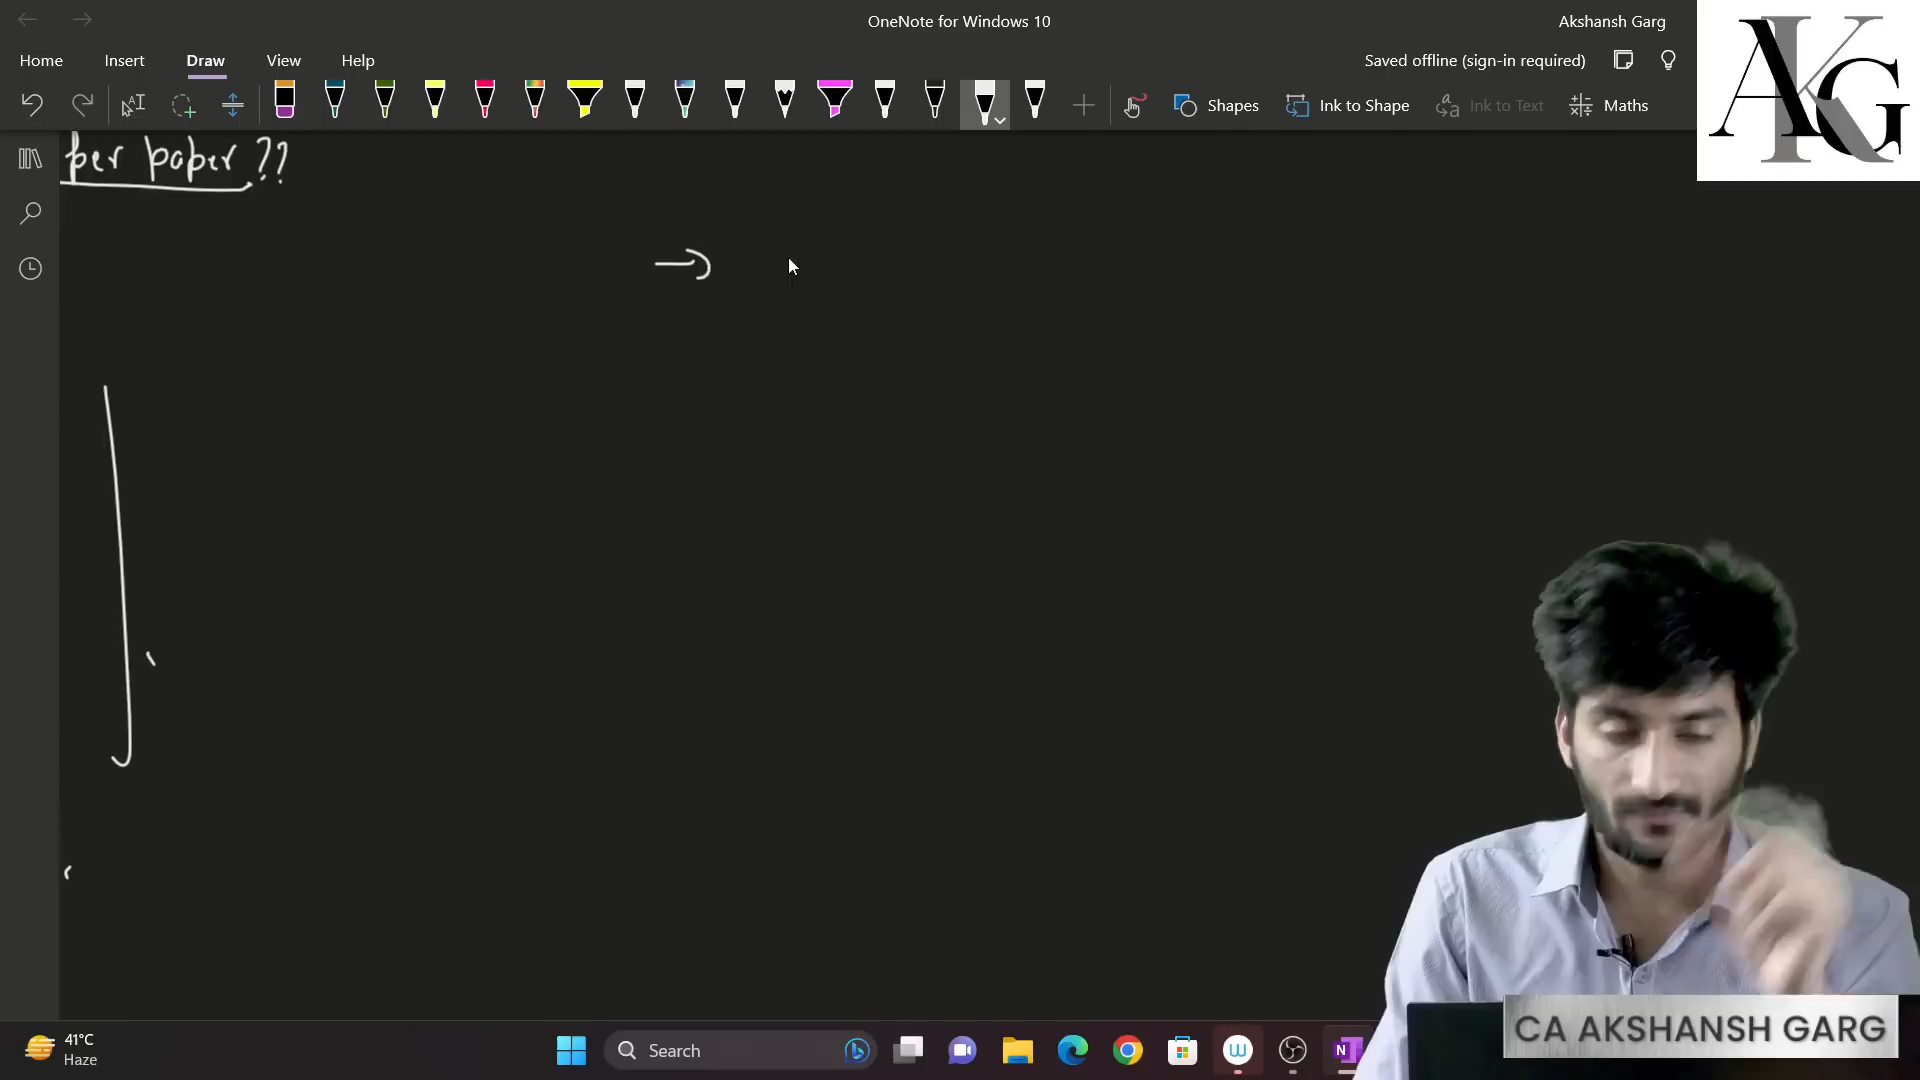 OneNote for Windows 10
Akshansh Garg
Home Insert Draw View Help
Saved offline (sign-in required)
Shapes Ink to Shape Ink to Text Maths
AKG
per paper ??
CA AKSHANSH GARG
41°C
Haze
Search